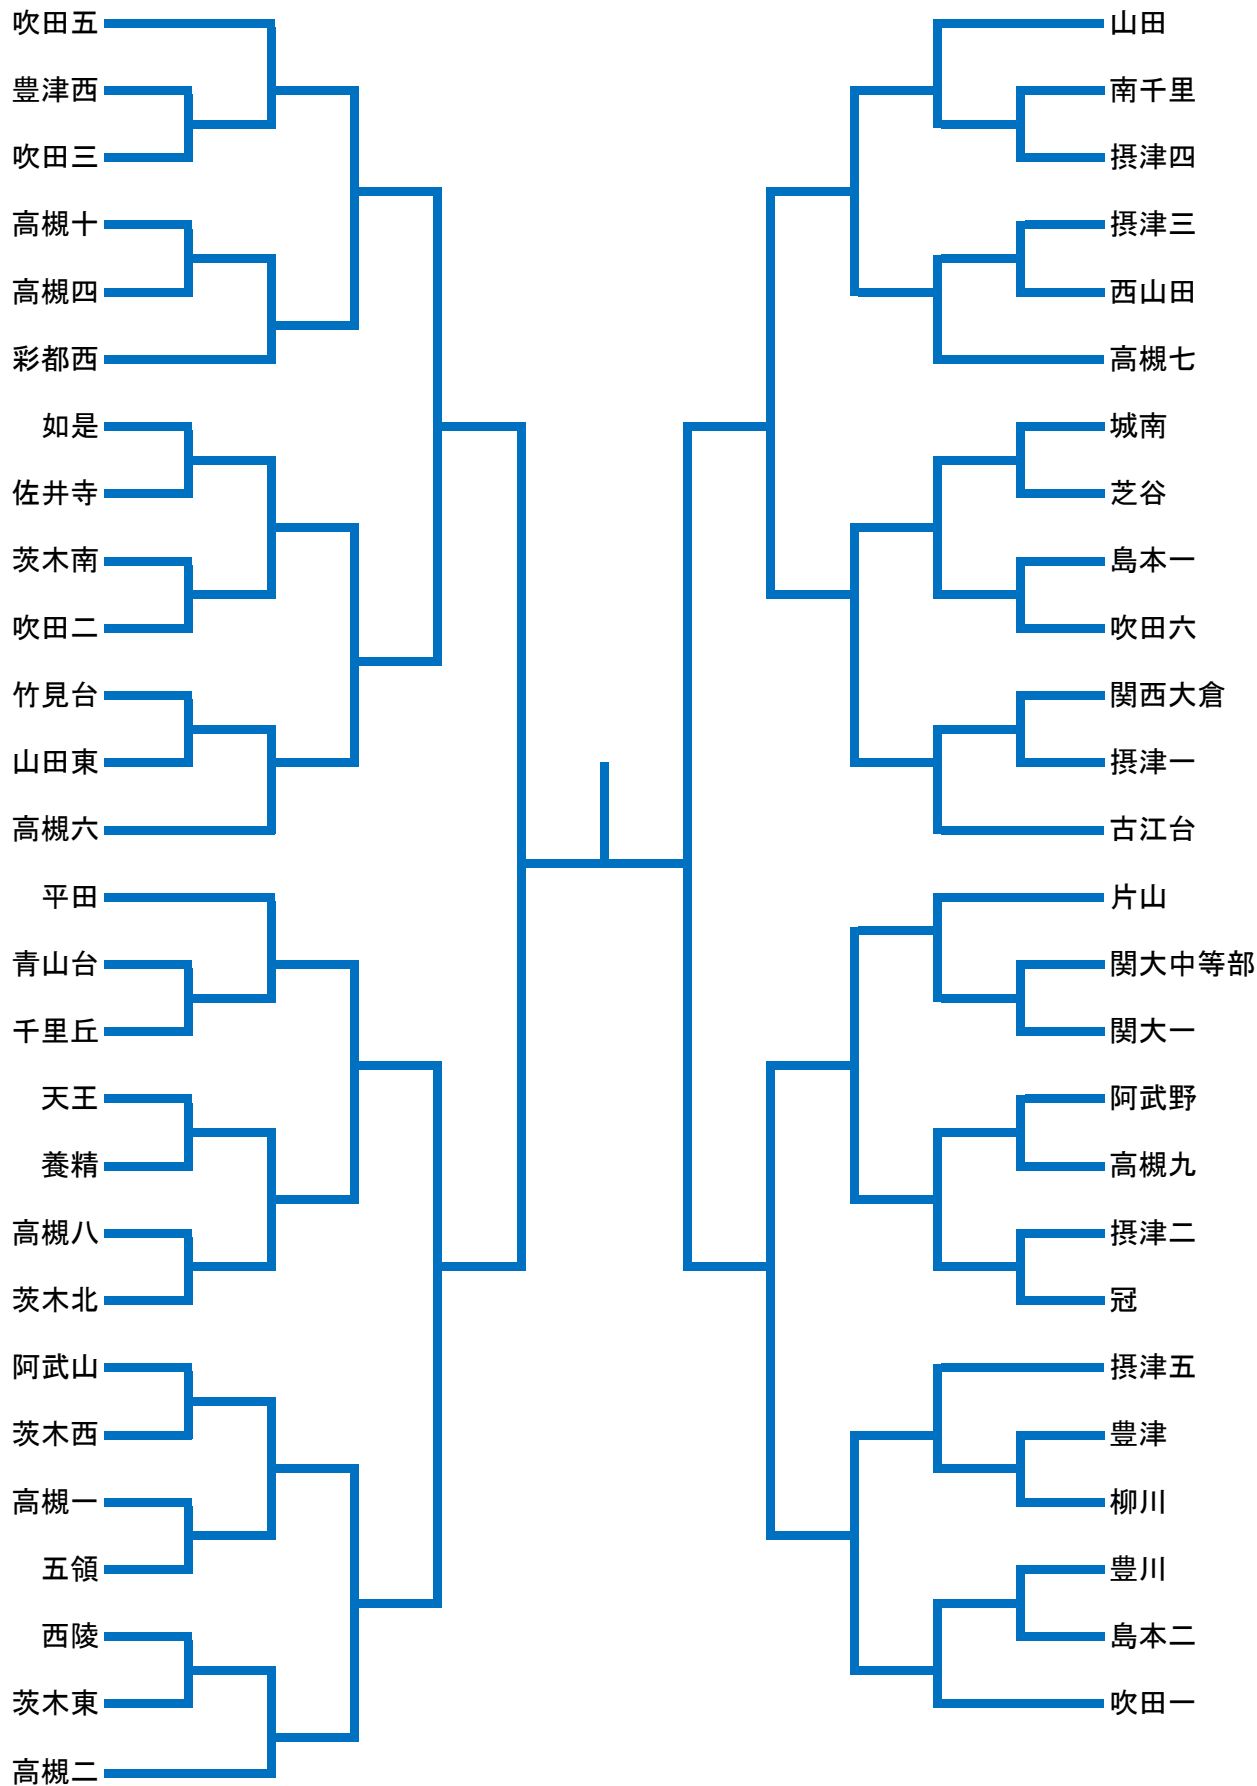 吹田五
豊津西
吹田三
高槻十
高槻四
彩都西
如是
佐井寺
茨木南
吹田二
竹見台
山田東
高槻六
平田
青山台
千里丘
天王
養精
高槻八
茨木北
阿武山
茨木西
高槻一
五領
西陵
茨木東
高槻二
山田
南千里
摂津四
摂津三
西山田
高槻七
城南
芝谷
島本一
吹田六
関西大倉
摂津一
古江台
片山
関大中等部
関大一
阿武野
高槻九
摂津二
冠
摂津五
豊津
柳川
豊川
島本二
吹田一